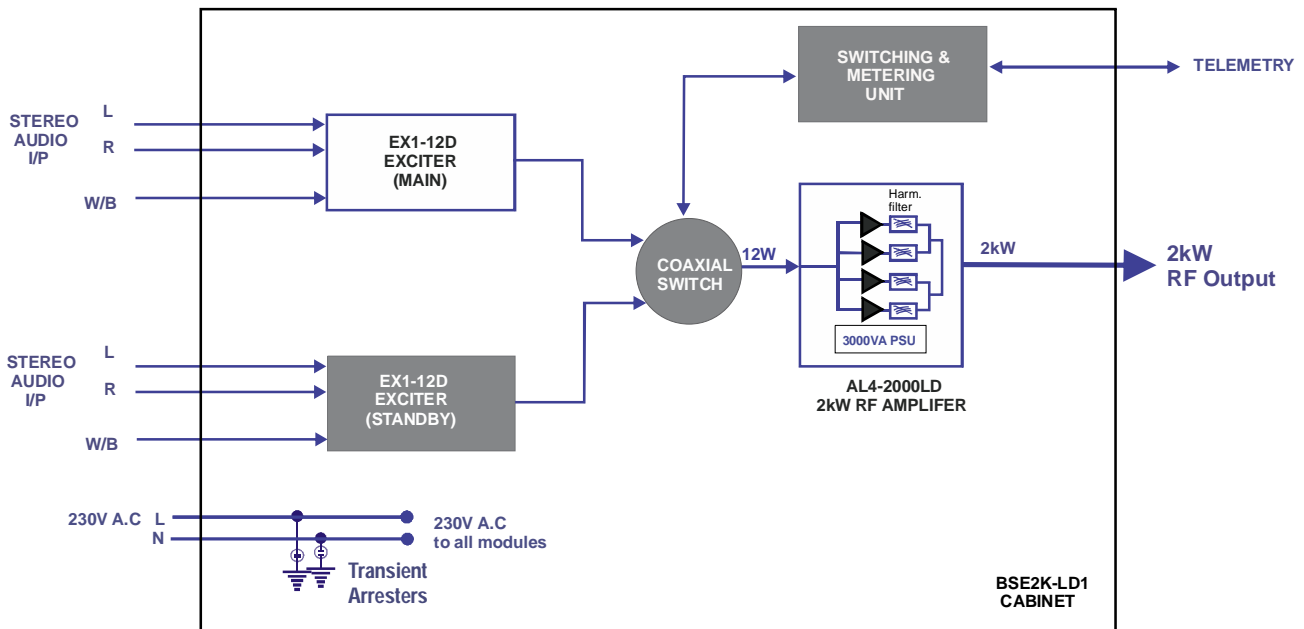 SWITCHING &
METERING
UNIT
TELEMETRY
STEREO
AUDIO
I/P
L
R
W/B
EX1-12D
EXCITER
(MAIN)
COAXIAL
SWITCH
12W
Harm.
filter
3000VA PSU
AL4-2000LD
2kW RF AMPLIFER
2kW
2kW
RF Output
STEREO
AUDIO
I/P
L
R
W/B
EX1-12D
EXCITER
(STANDBY)
230V A.C L
N
230V A.C
to all modules
Transient
Arresters
BSE2K-LD1
CABINET